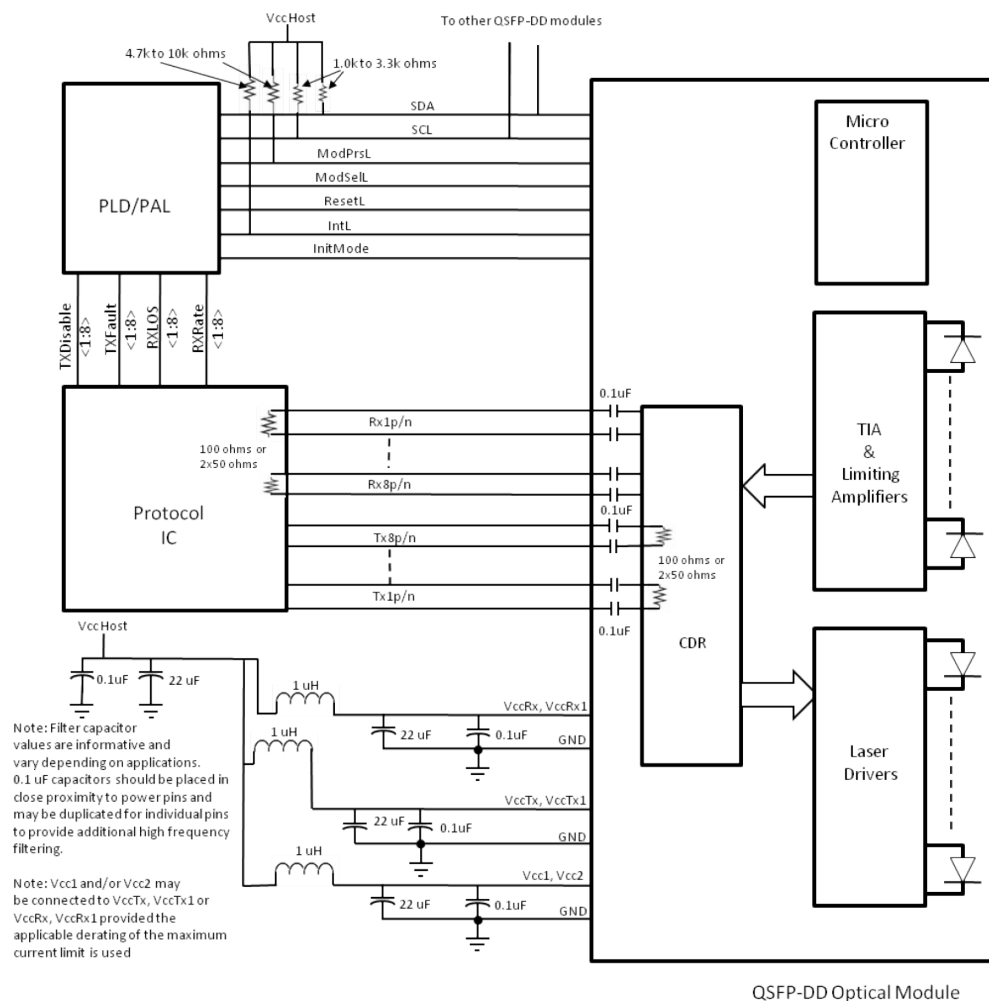 VccHost
To other QSFP-DD modules
4.7k to 10k ohms
1.0k to 3.3k ohms
SDA
SCL
ModPrsL
ModSelL
ResetL
IntL
InitMode
PLD/PAL
Micro
Controller
TXDisable
<1:8>
TXFault
<1:8>
RXLOS
<1:8>
RXRate
<1:8>
0.1uF
Rx1p/n
100 ohms or
2x50 ohms
Rx8p/n
0.1uF
Protocol
IC
Tx8p/n
100 ohms or
2x50 ohms
Tx1p/n
0.1uF
CDR
TIA
&
Limiting
Amplifiers
Laser
Drivers
VccHost
0.1uF
22 uF
1 uH
VccRx, VccRx1
22 uF
0.1uF
GND
1 uH
VccTx, VccTx1
22 uF
0.1uF
GND
1 uH
Vcc1, Vcc2
22 uF
0.1uF
GND
Note: Filter capacitor
values are informative and
vary depending on applications.
0.1 uF capacitors should be placed in
close proximity to power pins and
may be duplicated for individual pins
to provide additional high frequency
filtering.
Note: Vcc1 and/or Vcc2 may
be connected to VccTx, VccTx1 or
VccRx, VccRx1 provided the
applicable derating of the maximum
current limit is used
QSFP-DD Optical Module